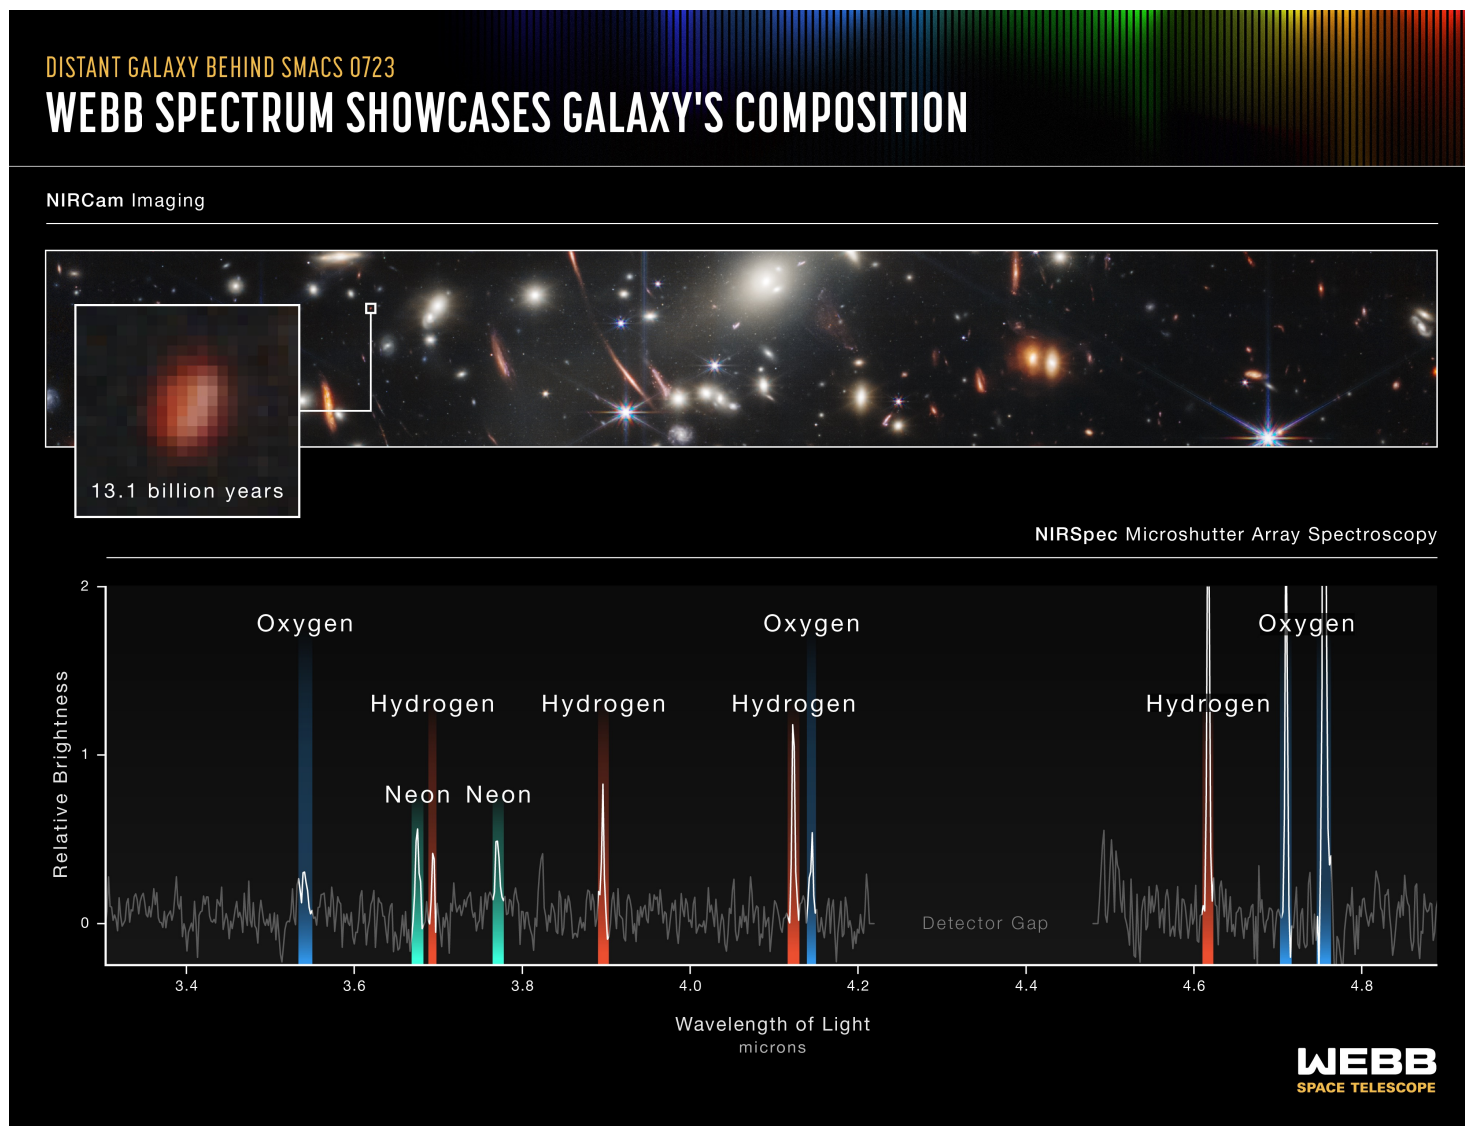 DISTANT GALAXY BEHIND SMACS 0723
WEBB SPECTRUM SHOWCASES GALAXY'S COMPOSITION
NIRCam Imaging
13.1 billion years
NIRSpec Microshutter Array Spectroscopy
2
Oxygen
Oxygen
Oxygen
Hydrogen
Hydrogen
Hydrogen
Hydrogen
1
Neon
Neon
Relative Brightness
0
Detector Gap
3.4
3.6
3.8
4.0
4.2
4.4
4.6
4.8
Wavelength of Light
microns
WEBB
SPACE TELESCOPE